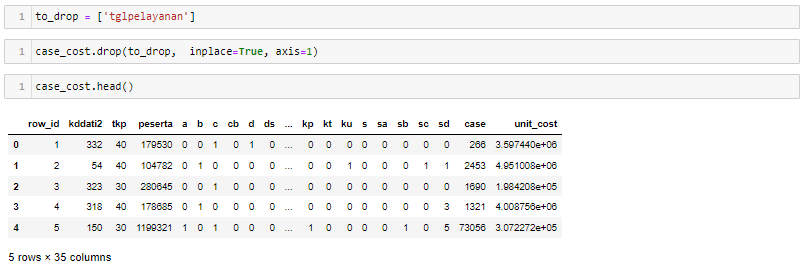 1 to_drop = ['tglpelayanan']
1 case_cost.drop(to_drop, inplace=True, axis=1)
1 case_cost.head()
row_id kddati2 tkp peserta a b c cb d ds ... kp kt ku s sa sb sc sd case unit_cost
0 1 332 40 179530 0 0 1 0 1 0 ... 0 0 0 0 0 0 0 0 266 3.597440e+06
1 2 54 40 104782 0 1 0 0 0 0 ... 0 0 1 0 0 0 1 1 2453 4.951008e+06
2 3 323 30 280645 0 0 1 0 0 0 ... 0 0 0 0 0 0 0 0 1690 1.984208e+05
3 4 318 40 178685 0 1 0 0 0 0 ... 0 0 0 0 0 0 0 3 1321 4.008756e+06
4 5 150 30 1199321 1 0 1 0 0 0 ... 1 0 0 0 0 1 0 5 73056 3.072272e+05
5 rows × 35 columns